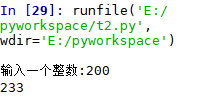 In [29]: runfile('E:/
pyworkspace/t2.py',
wdir='E:/pyworkspace')
输入一个整数:200
233